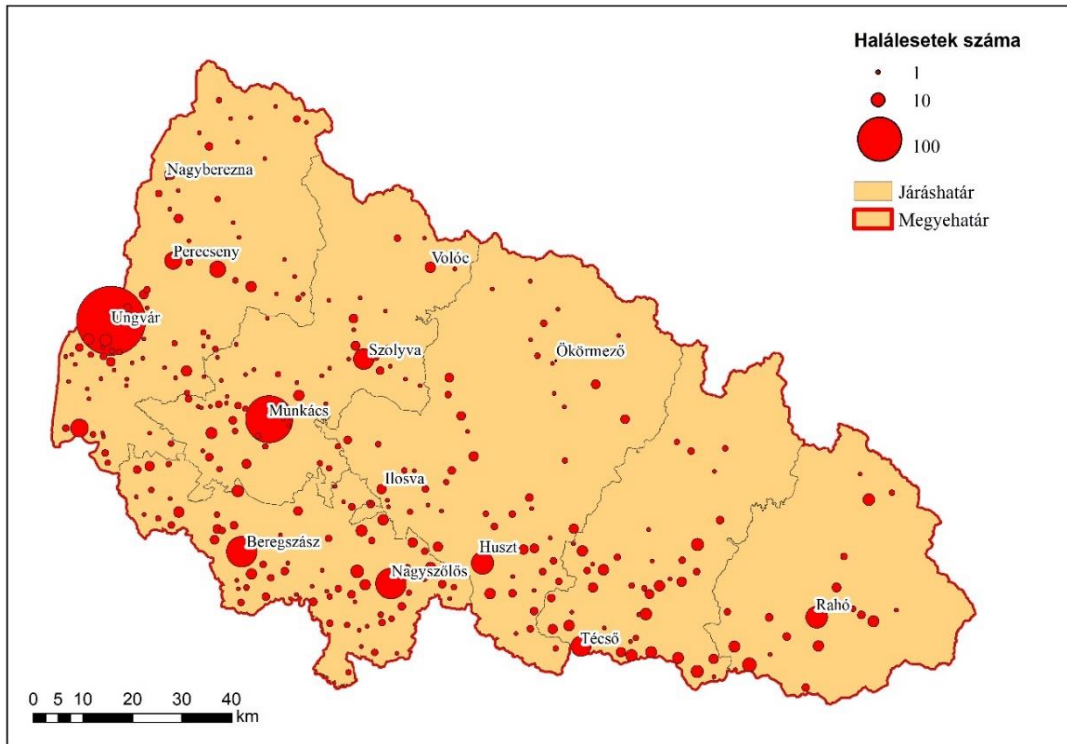 Halálesetek száma
1
10
100
Járáshatár
Megyehatár
Nagyberezna
Perecseny
Volóc
Ungvár
Szolyva
Ökörmező
Munkács
Ilosva
Beregszász
Nagyszőlős
Huszt
Técső
Rahó
0 5 10 20 30 40
km